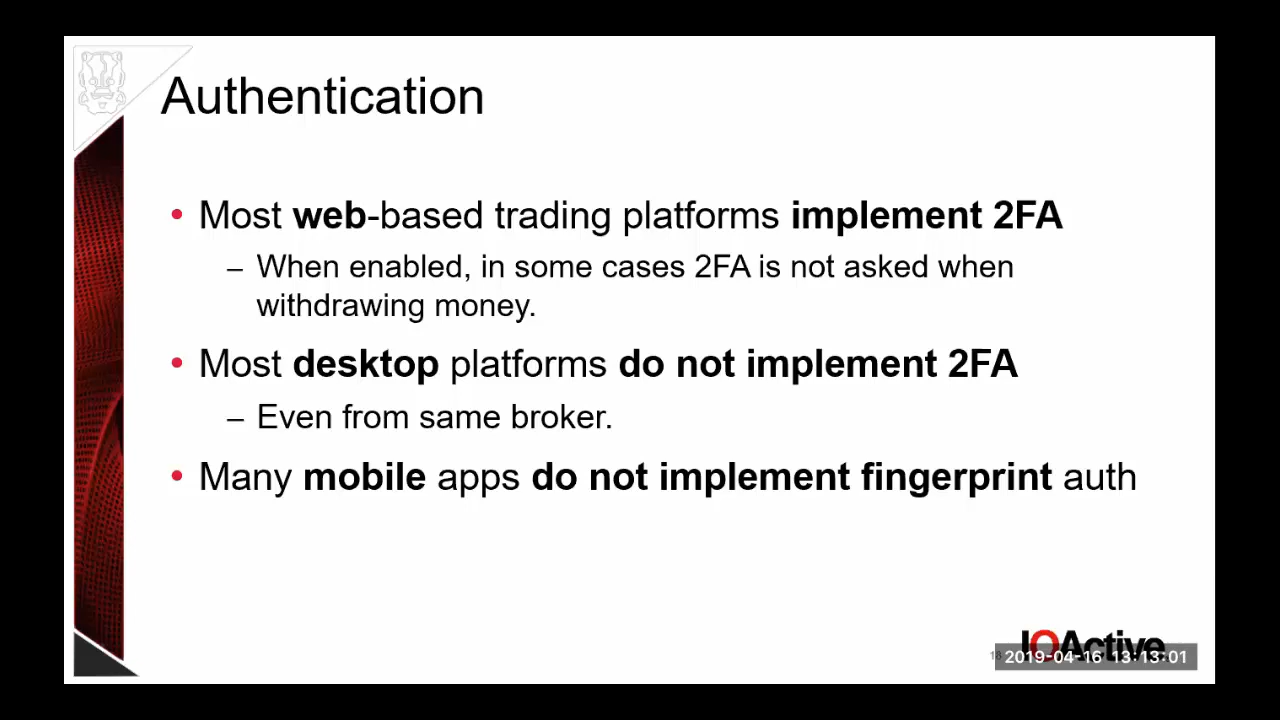 Authentication
• Most web-based trading platforms implement 2FA
– When enabled, in some cases 2FA is not asked when
withdrawing money.
• Most desktop platforms do not implement 2FA
– Even from same broker.
• Many mobile apps do not implement fingerprint auth
IOActive
18
2019-04-16 13:13:01